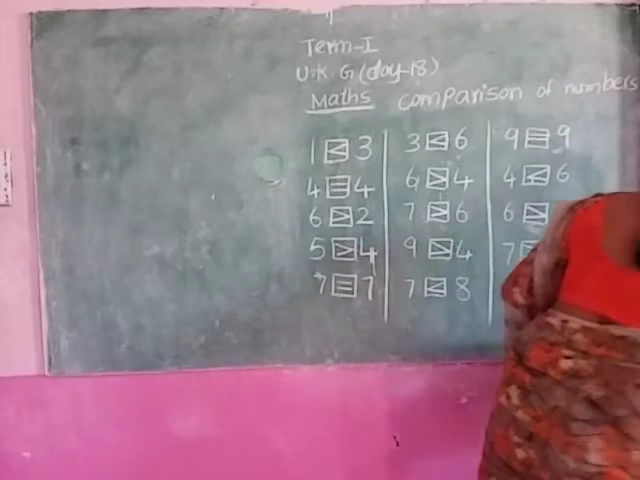 Term-I
U.K.G (day-18)
Maths comparison of numbers
1 < 3 3 < 6 9 = 9
4 = 4 6 > 4 4 < 6
6 > 2 7 > 6 6 >
5 > 4 9 > 4 7
7 = 7 7 < 8